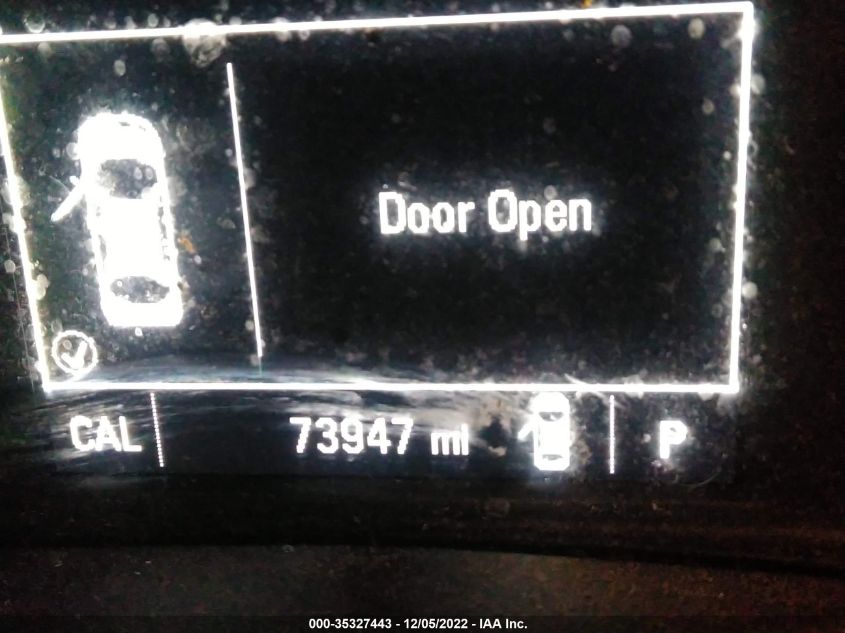 Door Open
CAL 73947 mi P
000-35327443 - 12/05/2022 - IAA Inc.